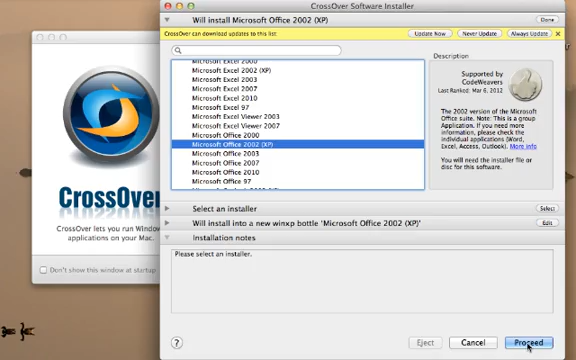 CrossOver Software Installer
Will install Microsoft Office 2002 (XP)
Done
CrossOver can download updates to this list
Update Now
Never Update
Always Update
Microsoft Excel 2000
Microsoft Excel 2002 (XP)
Microsoft Excel 2003
Microsoft Excel 2007
Microsoft Excel 2010
Microsoft Excel 97
Microsoft Excel Viewer 2003
Microsoft Excel Viewer 2007
Microsoft Office 2000
Microsoft Office 2002 (XP)
Microsoft Office 2003
Microsoft Office 2007
Microsoft Office 2010
Microsoft Office 97
Description
Supported by
CodeWeavers
Last Ranked: Mar 6, 2012
The 2002 version of the Microsoft
Office suite. Note: This is a group
Application. If you need more
information, please check the
individual applications (Word,
Excel, Access, Outlook). More info
You will need the installer file or
disc for this software.
Select an installer
Select
Will install into a new winxp bottle 'Microsoft Office 2002 (XP)'
Edit
Installation notes
Please select an installer.
?
Eject
Cancel
Proceed
CrossOver
CrossOver lets you run Window
applications on your Mac.
Don't show this window at startup